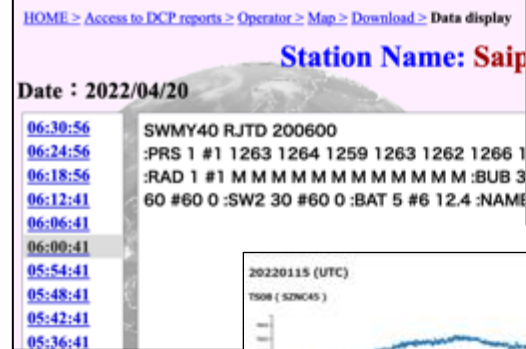 HOME > Access to DCP reports > Operator > Map > Download > Data display
Station Name: Saip
Date : 2022/04/20
06:30:56
06:24:56
06:18:56
06:12:41
06:06:41
06:00:41
05:54:41
05:48:41
05:42:41
05:36:41
SWMY40 RJTD 200600
:PRS 1 #1 1263 1264 1259 1263 1262 1266 1
:RAD 1 #1 M M M M M M M M M M M M :BUB 3
60 #60 0 :SW2 30 #60 0 :BAT 5 #6 12.4 :NAME
20220115 (UTC)
TS08 ( SZNC45 )